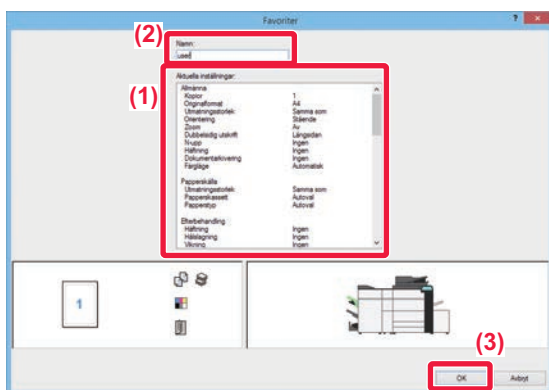 Favoriter
? x
(2)
Namn:
user
(1)
Aktuella inställningar:
Allmänna
Kopior 1
Originalformat A4
Utmatningsstorlek: Samma som
Orientering Stående
Zoom Av
Dubbelsidig utskrift Långsidan
N-upp Ingen
Häftning Ingen
Dokumentarkivering Ingen
Färgläge Automatisk
Papperskälla
Utmatningsstorlek: Samma som
Papperskassett Autoval
Papperstyp Autoval
Efterbehandling
Häftning Ingen
Hålslagning Ingen
Vikning Ingen
1
(3)
OK Avbryt